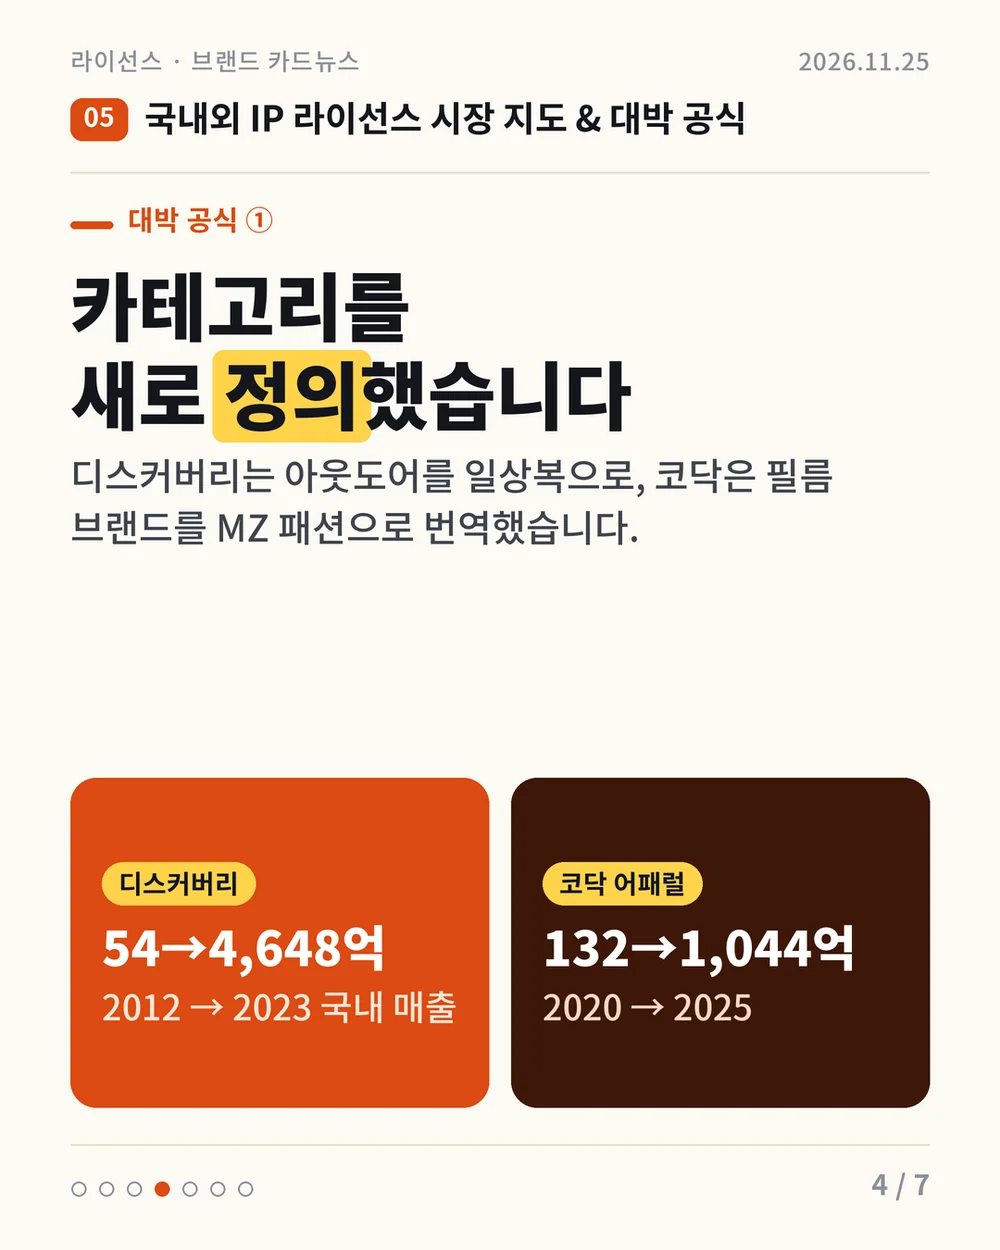 라이선스 · 브랜드 카드뉴스
2026.11.25
05 국내외 IP 라이선스 시장 지도 & 대박 공식
대박 공식 ①
카테고리를
새로 정의했습니다
디스커버리는 아웃도어를 일상복으로, 코닥은 필름
브랜드를 MZ 패션으로 번역했습니다.
디스커버리
54→4,648억
2012 → 2023 국내 매출
코닥 어패럴
132→1,044억
2020 → 2025
4 / 7